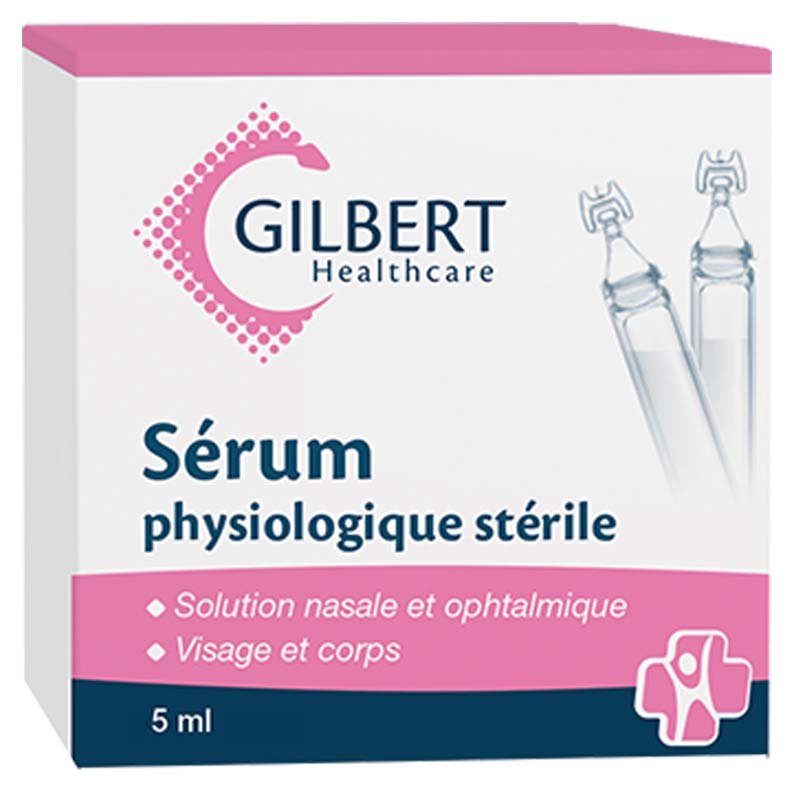 GILBERT
Healthcare
Sérum
physiologique stérile
◆ Solution nasale et ophtalmique
◆ Visage et corps
5 ml